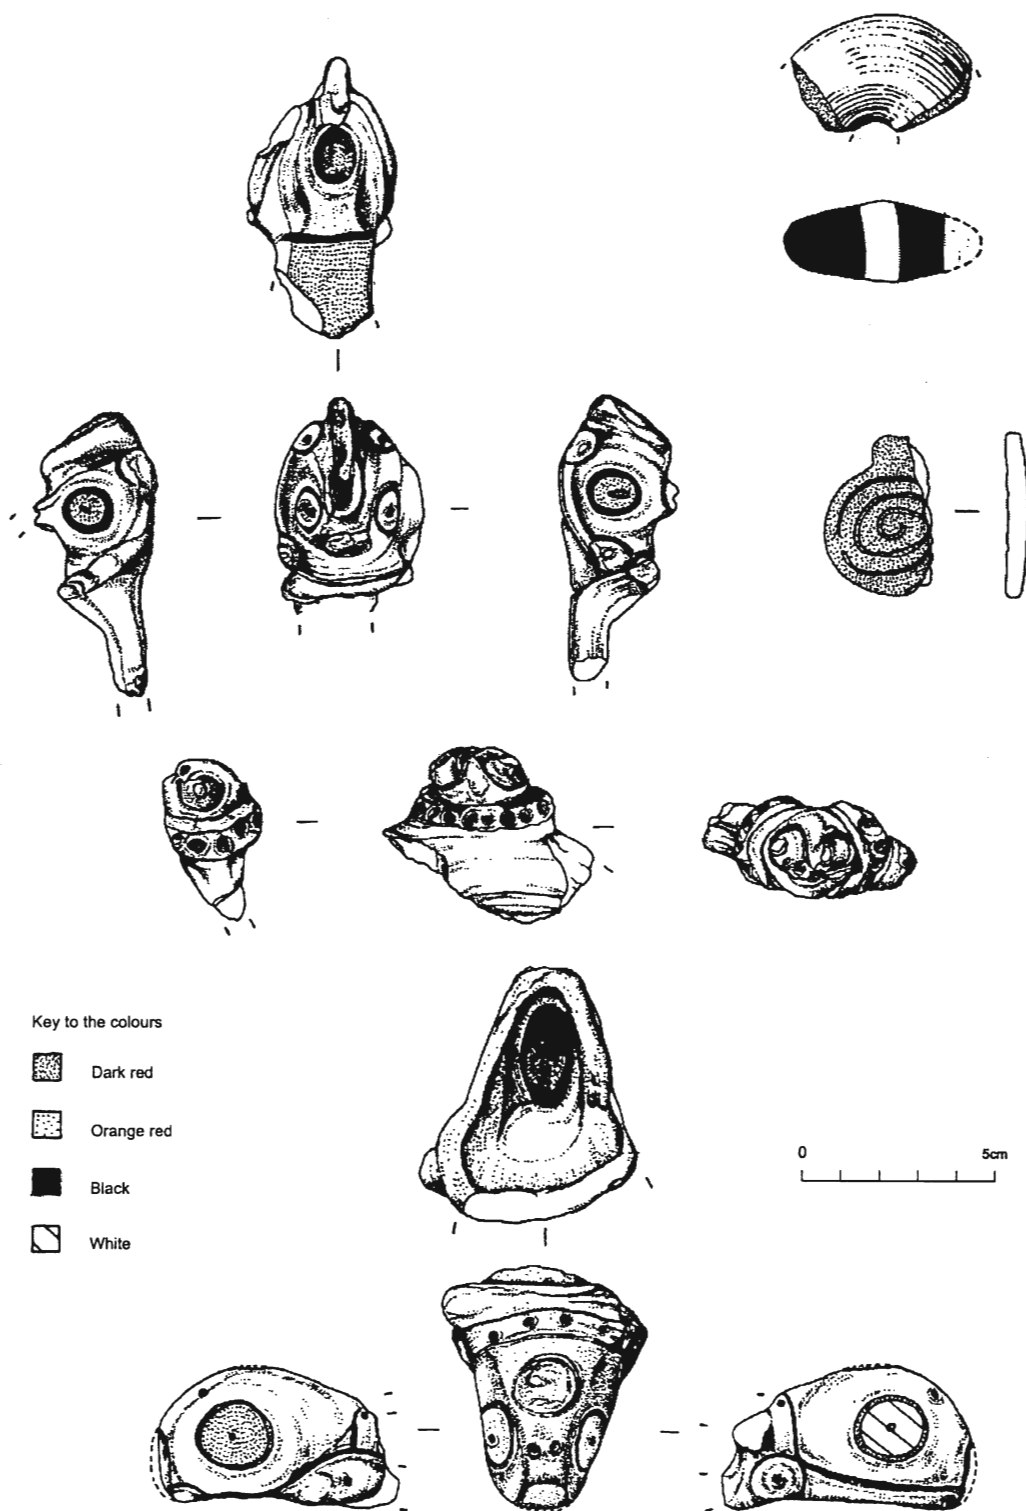 Key to the colours
Dark red
Orange red
Black
White
0 5cm